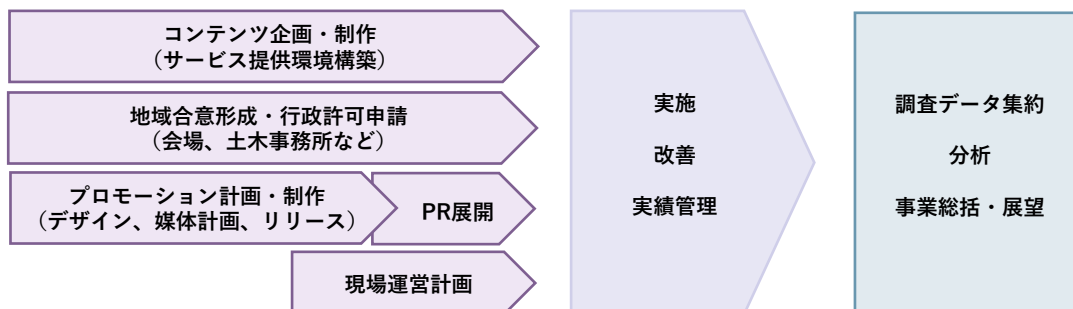 コンテンツ企画・制作
（サービス提供環境構築）
地域合意形成・行政許可申請
（会場、土木事務所など）
プロモーション計画・制作
（デザイン、媒体計画、リリース）
PR展開
現場運営計画
実施
改善
実績管理
調査データ集約
分析
事業総括・展望